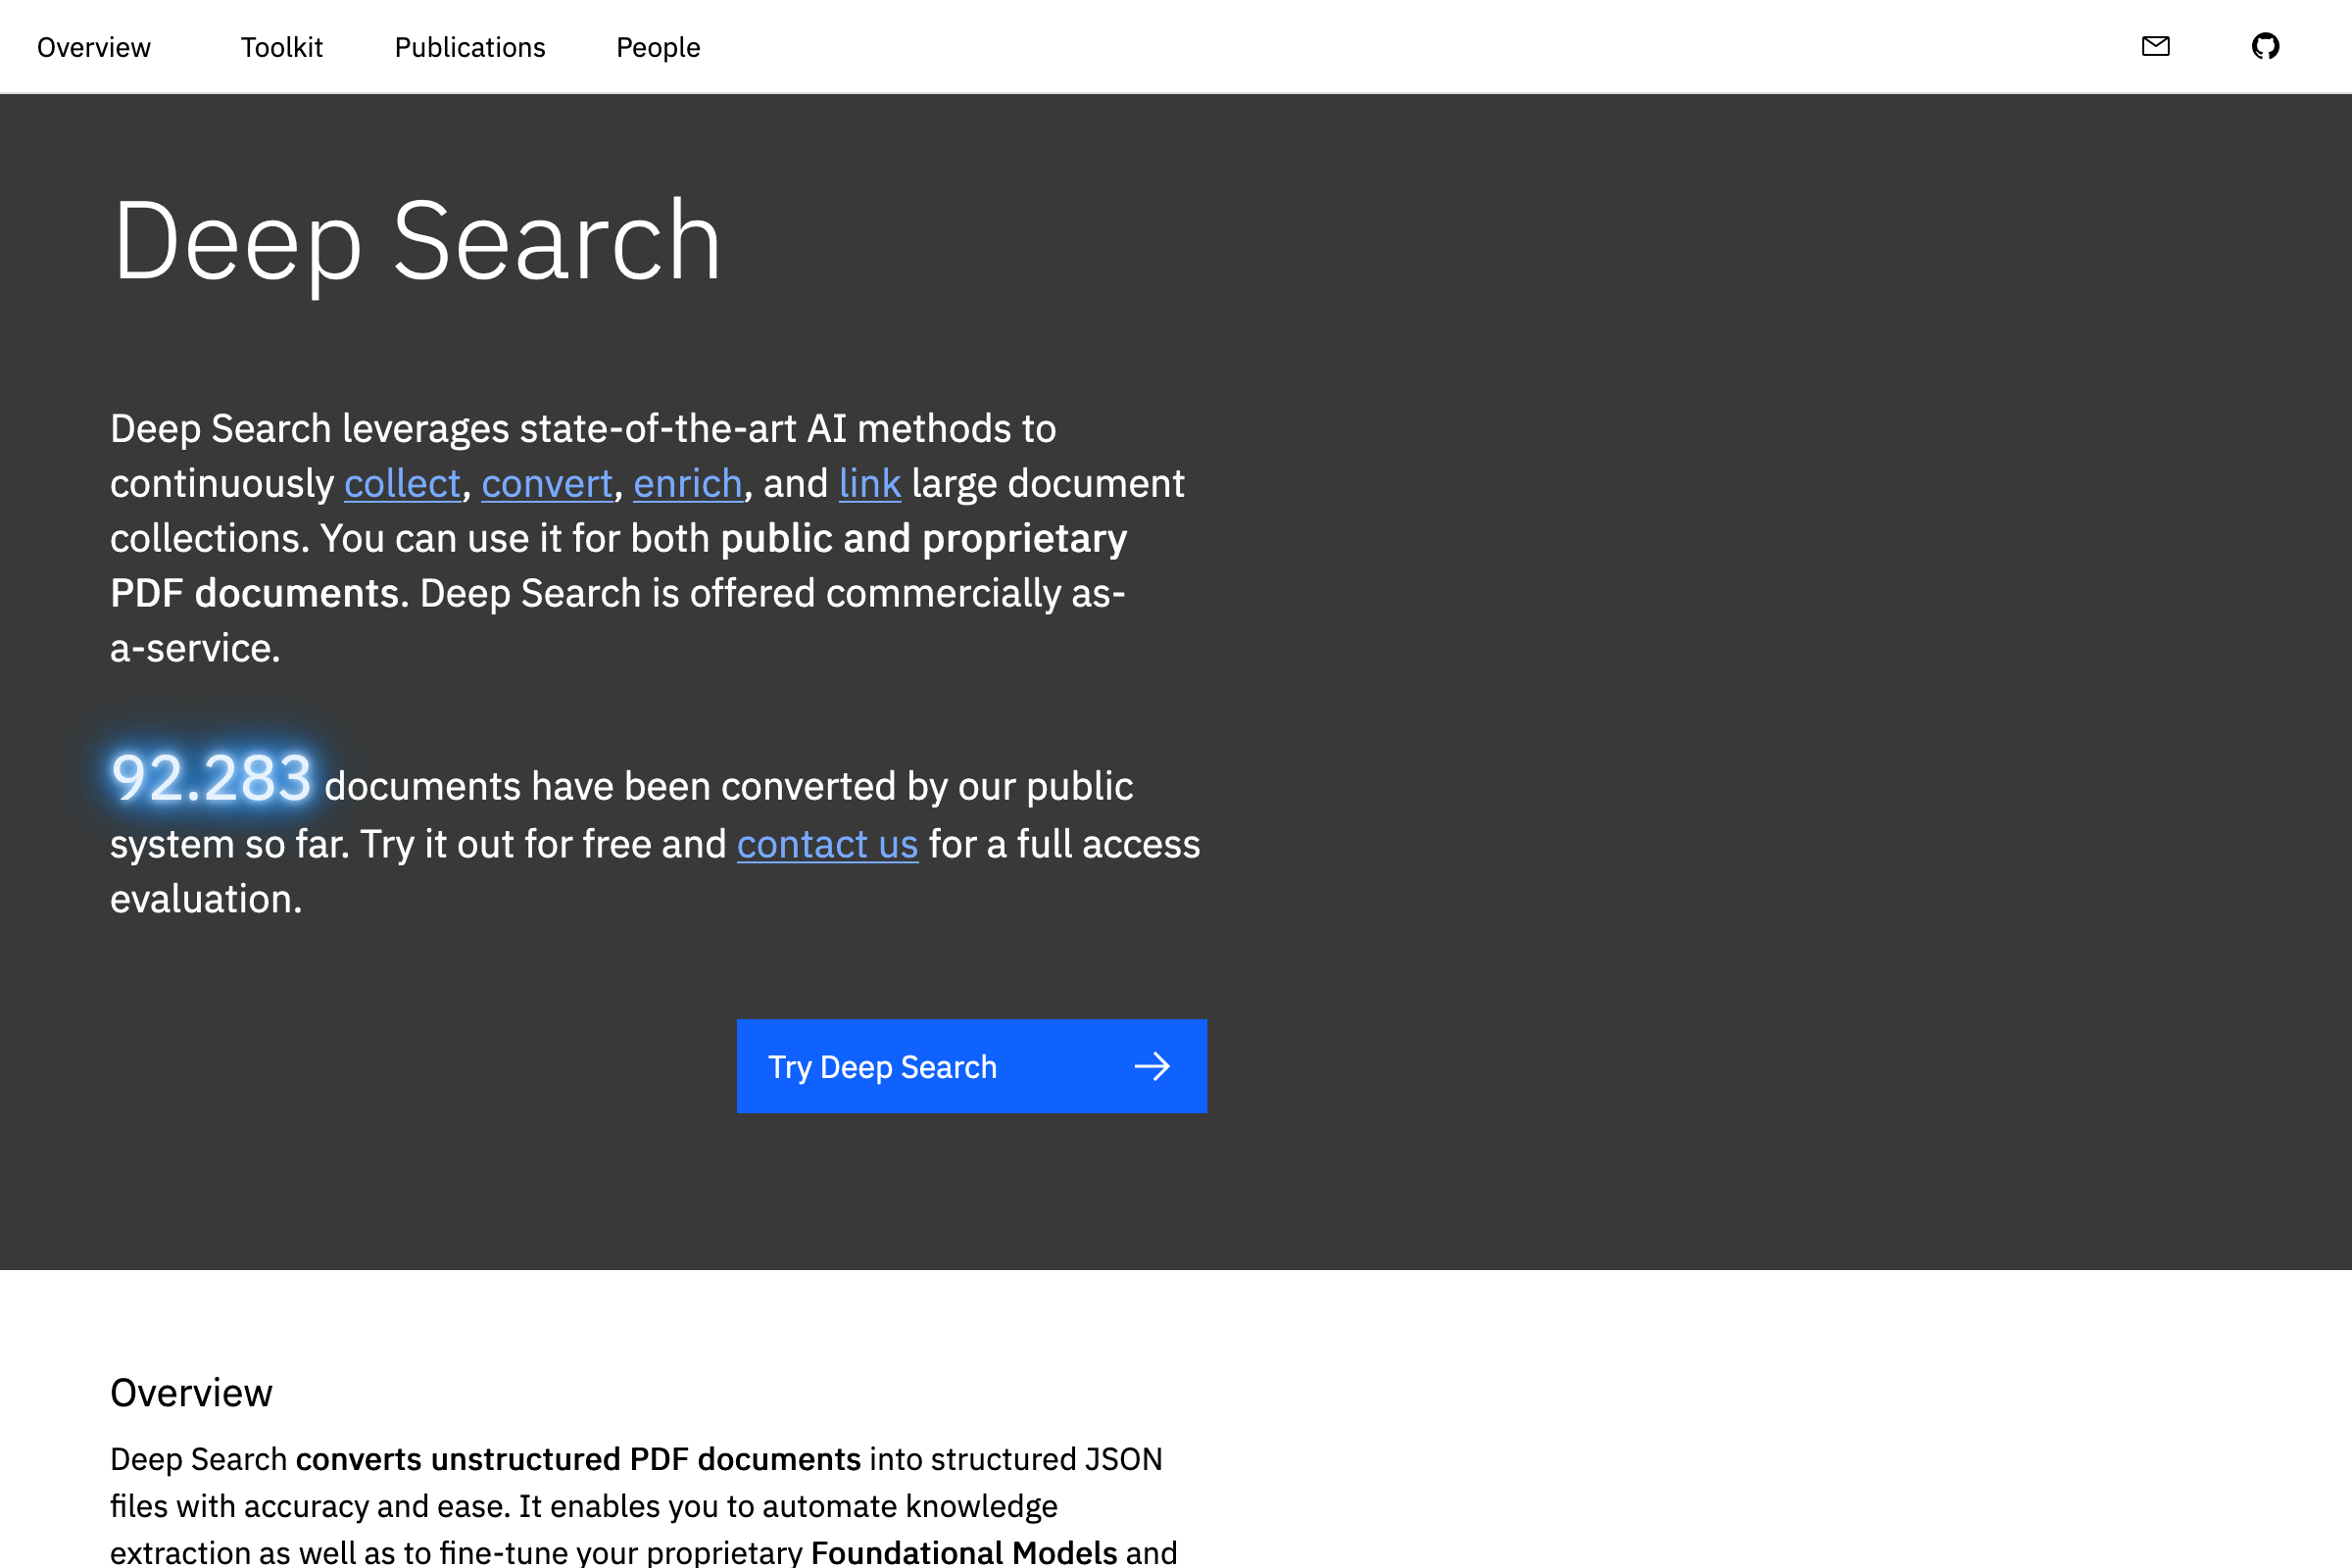 Overview Toolkit Publications People
Deep Search
Deep Search leverages state-of-the-art AI methods to
continuously collect, convert, enrich, and link large document
collections. You can use it for both public and proprietary
PDF documents. Deep Search is offered commercially as-
a-service.
92.283 documents have been converted by our public
system so far. Try it out for free and contact us for a full access
evaluation.
Try Deep Search
Overview
Deep Search converts unstructured PDF documents into structured JSON
files with accuracy and ease. It enables you to automate knowledge
extraction as well as to fine-tune your proprietary Foundational Models and